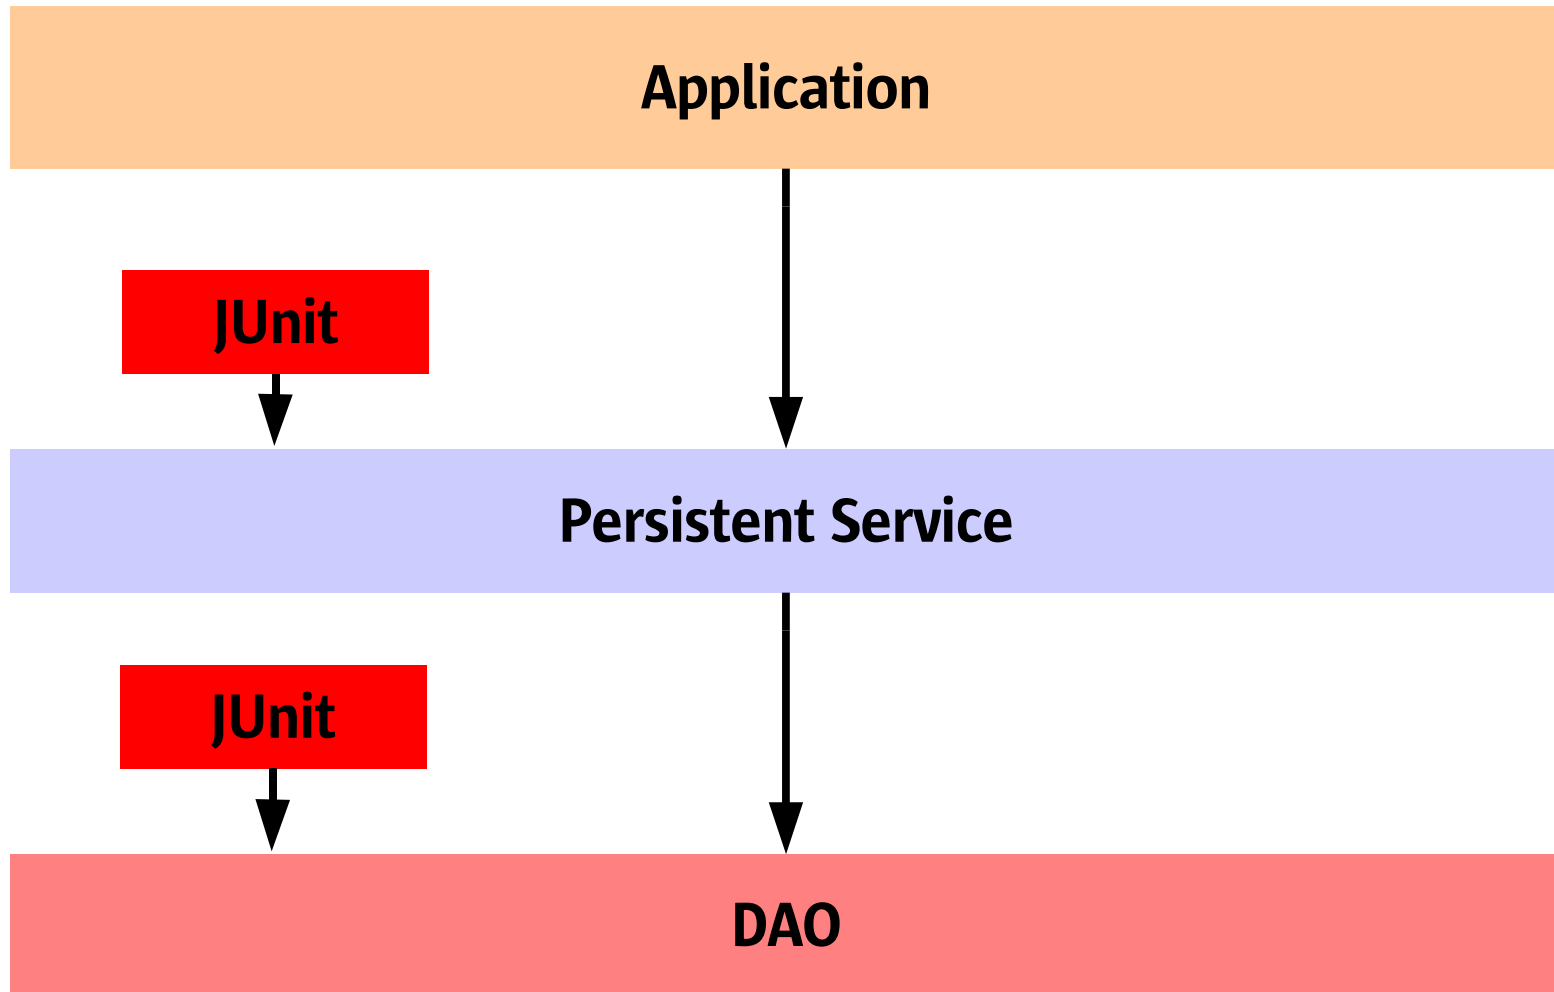 Application
JUnit
Persistent Service
JUnit
DAO